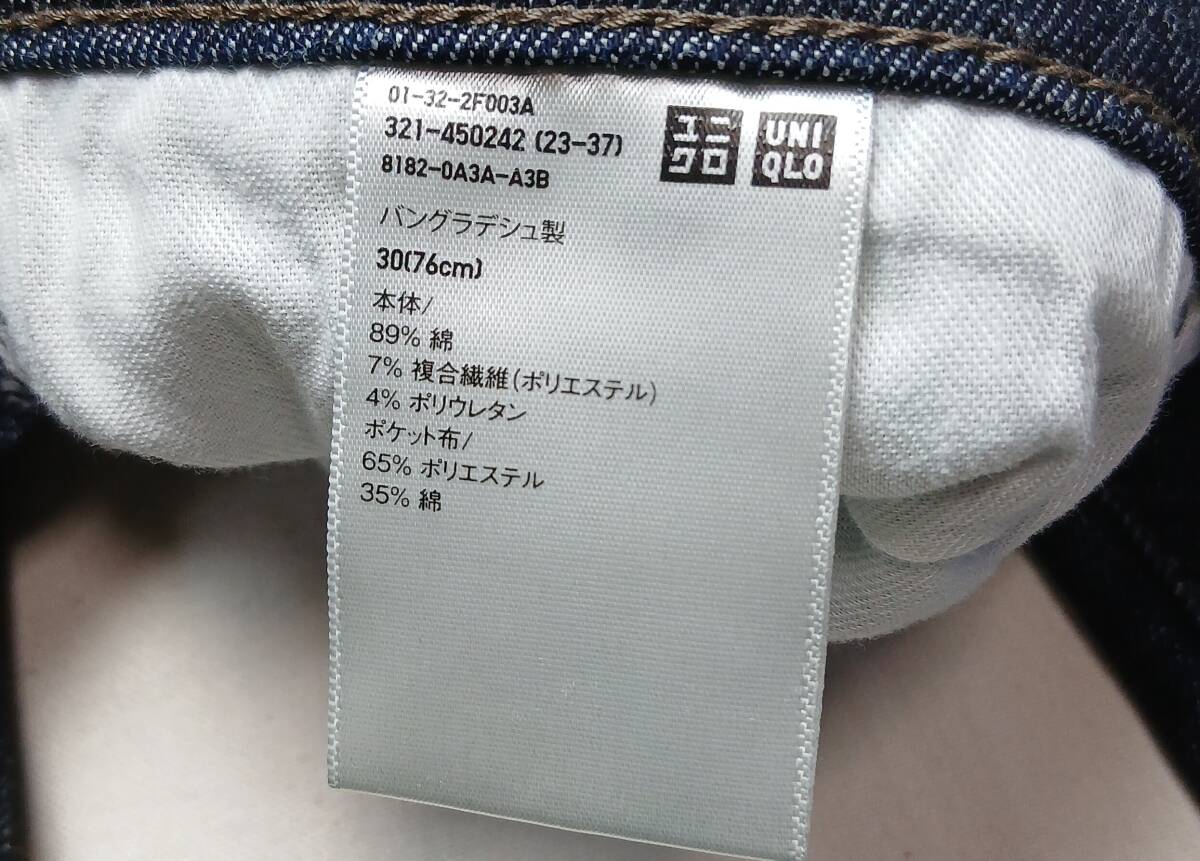 01-32-2F003A
321-450242 (23-37)
8182-0A3A-A3B
ユニ
クロ
UNI
QLO
バングラデシュ製
30(76cm)
本体/
89% 綿
7% 複合繊維(ポリエステル)
4% ポリウレタン
ポケット布/
65% ポリエステル
35% 綿